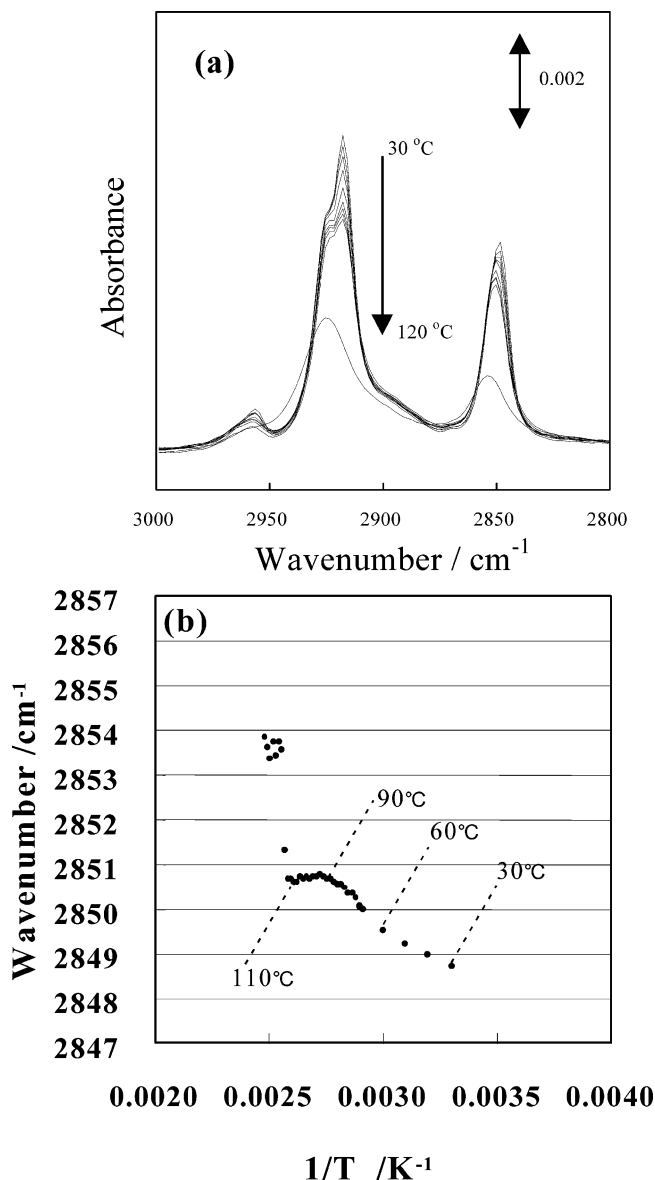 (a)
0.002
30 °C
120 °C
Absorbance
3000 2950 2900 2850 2800
Wavenumber / cm⁻¹
(b)
2857
2856
2855
2854
2853
2852
2851
2850
2849
2848
2847
Wavenumber /cm⁻¹
90℃
60℃
30℃
110℃
0.0020 0.0025 0.0030 0.0035 0.0040
1/T /K⁻¹